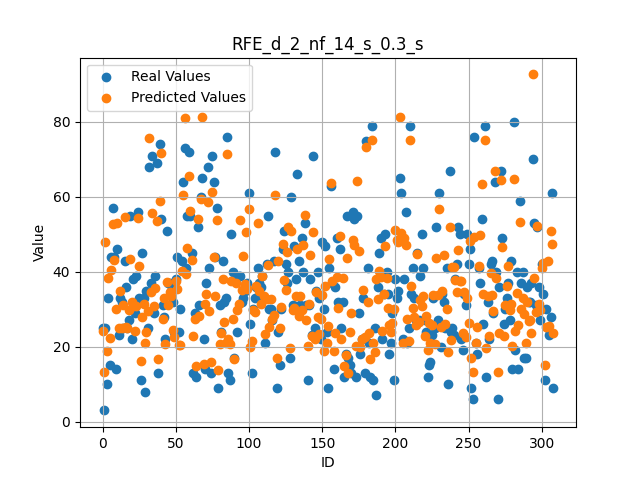 RFE_d_2_nf_14_s_0.3_s
Real Values
Predicted Values
Value
80
60
40
20
0
0 50 100 150 200 250 300
ID